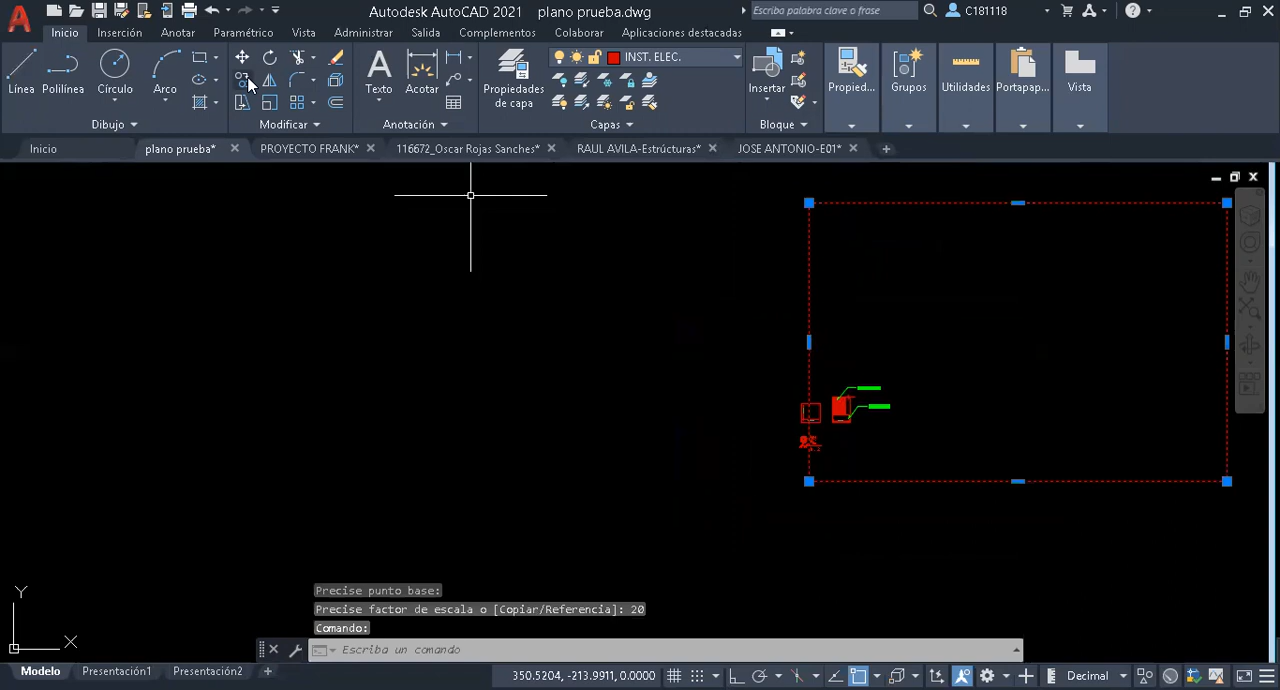 Autodesk AutoCAD 2021 plano prueba.dwg
Escriba palabra clave o frase
C181118
Inicio Inserción Anotar Paramétrico Vista Administrar Salida Complementos Colaborar Aplicaciones destacadas
INST. ELEC.
Línea Polilínea Círculo Arco
Texto Acotar
Propiedades de capa
Insertar
Propied... Grupos Utilidades Portapap... Vista
Dibujo Modificar Anotación Capas Bloque
Inicio plano prueba* PROYECTO FRANK* 116672_Oscar Rojas Sanches* RAUL AVILA-Estrúcturas* JOSE ANTONIO-E01*
Y
X
Precise punto base:
Precise factor de escala o [Copiar/Referencia]: 20
Comando:
Escriba un comando
Modelo Presentación1 Presentación2 +
350.5204, -213.9911, 0.0000
Decimal